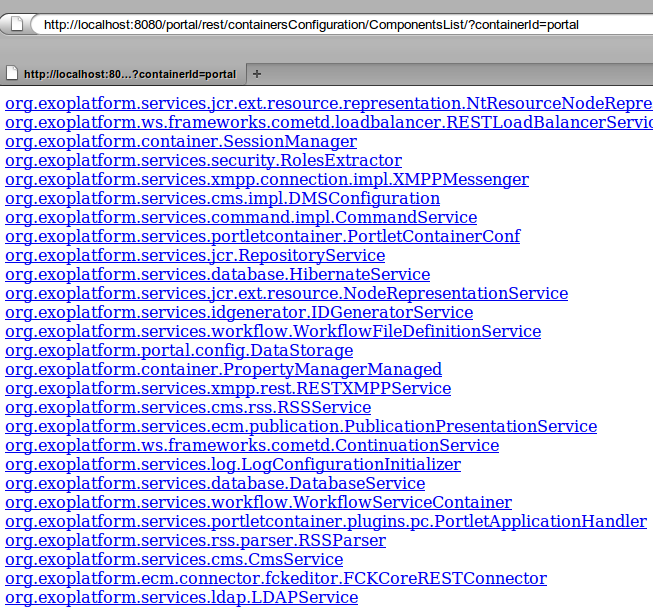 http://localhost:8080/portal/rest/containersConfiguration/ComponentsList/?containerId=portal
http://localhost:80...?containerId=portal
org.exoplatform.services.jcr.ext.resource.representation.NtResourceNodeRepre
org.exoplatform.ws.frameworks.cometd.loadbalancer.RESTLoadBalancerServic
org.exoplatform.container.SessionManager
org.exoplatform.services.security.RolesExtractor
org.exoplatform.services.xmpp.connection.impl.XMPPMessenger
org.exoplatform.services.cms.impl.DMSConfiguration
org.exoplatform.services.command.impl.CommandService
org.exoplatform.services.portletcontainer.PortletContainerConf
org.exoplatform.services.jcr.RepositoryService
org.exoplatform.services.database.HibernateService
org.exoplatform.services.jcr.ext.resource.NodeRepresentationService
org.exoplatform.services.idgenerator.IDGeneratorService
org.exoplatform.services.workflow.WorkflowFileDefinitionService
org.exoplatform.portal.config.DataStorage
org.exoplatform.container.PropertyManagerManaged
org.exoplatform.services.xmpp.rest.RESTXMPPService
org.exoplatform.services.cms.rss.RSSService
org.exoplatform.services.ecm.publication.PublicationPresentationService
org.exoplatform.ws.frameworks.cometd.ContinuationService
org.exoplatform.services.log.LogConfigurationInitializer
org.exoplatform.services.database.DatabaseService
org.exoplatform.services.workflow.WorkflowServiceContainer
org.exoplatform.services.portletcontainer.plugins.pc.PortletApplicationHandler
org.exoplatform.services.rss.parser.RSSParser
org.exoplatform.services.cms.CmsService
org.exoplatform.ecm.connector.fckeditor.FCKCoreRESTConnector
org.exoplatform.services.ldap.LDAPService